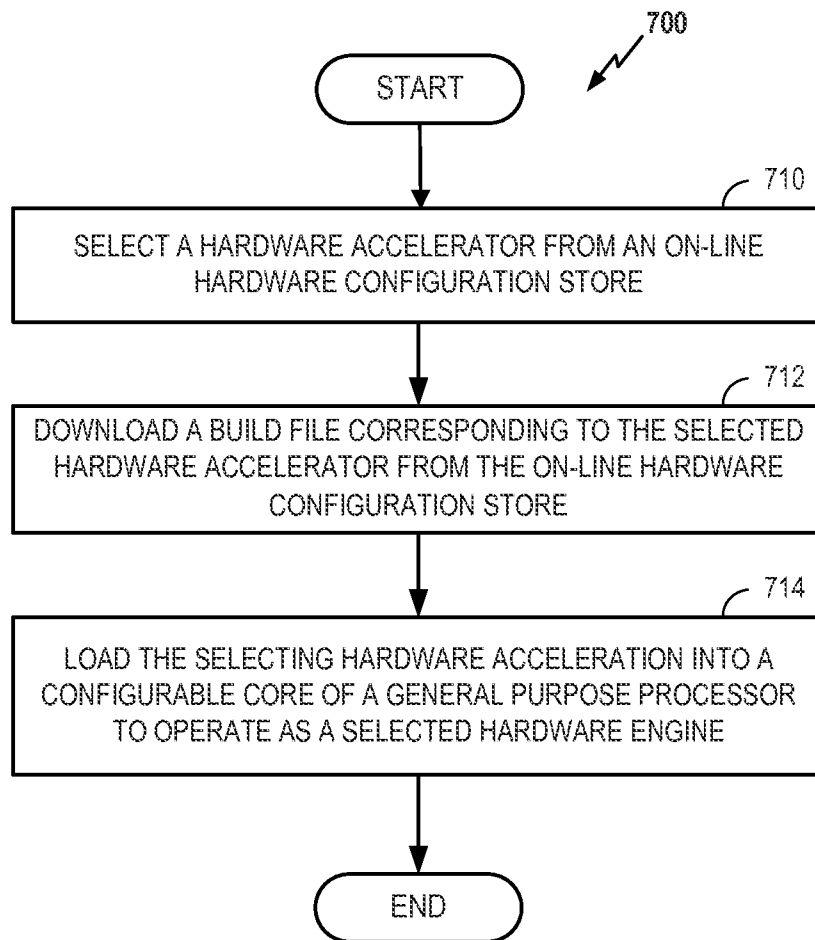 700
START
710
SELECT A HARDWARE ACCELERATOR FROM AN ON-LINE
HARDWARE CONFIGURATION STORE
712
DOWNLOAD A BUILD FILE CORRESPONDING TO THE SELECTED
HARDWARE ACCELERATOR FROM THE ON-LINE HARDWARE
CONFIGURATION STORE
714
LOAD THE SELECTING HARDWARE ACCELERATION INTO A
CONFIGURABLE CORE OF A GENERAL PURPOSE PROCESSOR
TO OPERATE AS A SELECTED HARDWARE ENGINE
END